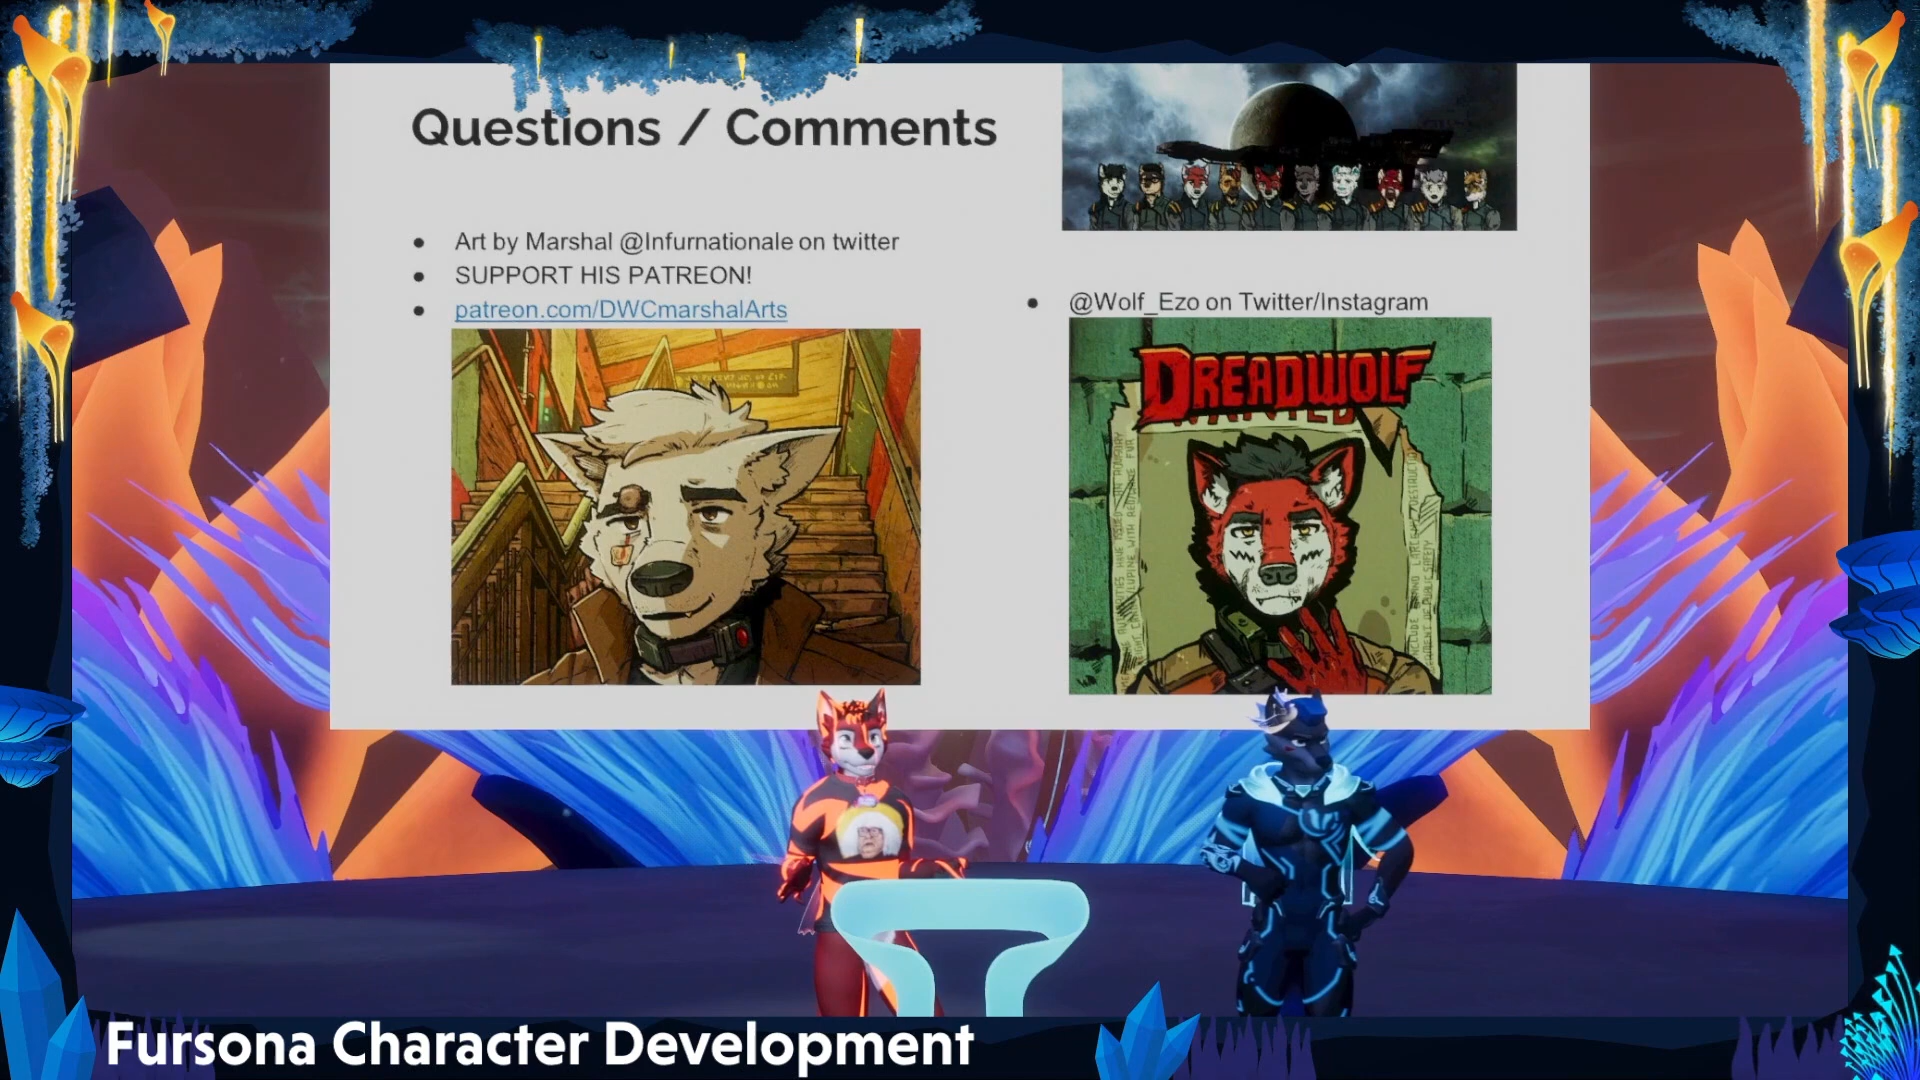 Questions / Comments
Art by Marshal @Infurnationale on twitter
SUPPORT HIS PATREON!
patreon.com/DWCmarshalArts
@Wolf_Ezo on Twitter/Instagram
DREADWOLF
WANTED
Fursona Character Development